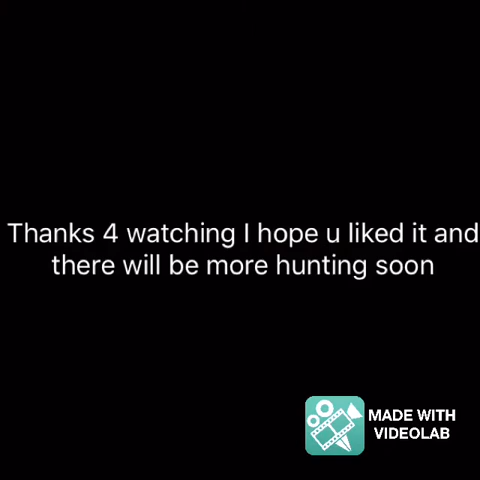 Thanks 4 watching I hope u liked it and
there will be more hunting soon
MADE WITH
VIDEOLAB